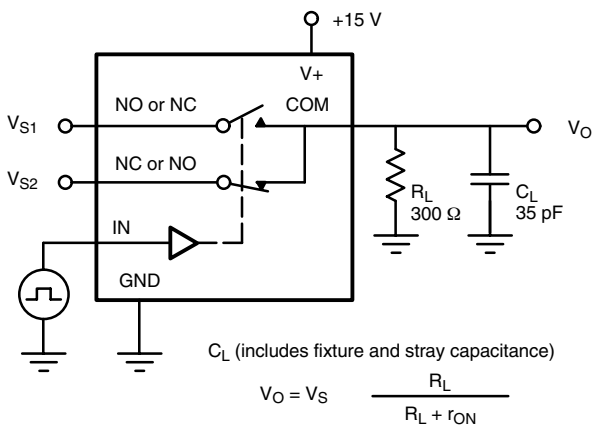 +15 V
V+
V_S1
NO or NC
COM
V_O
V_S2
NC or NO
R_L
300 Ω
C_L
35 pF
IN
GND
C_L (includes fixture and stray capacitance)
V_O = V_S
R_L
R_L + r_ON